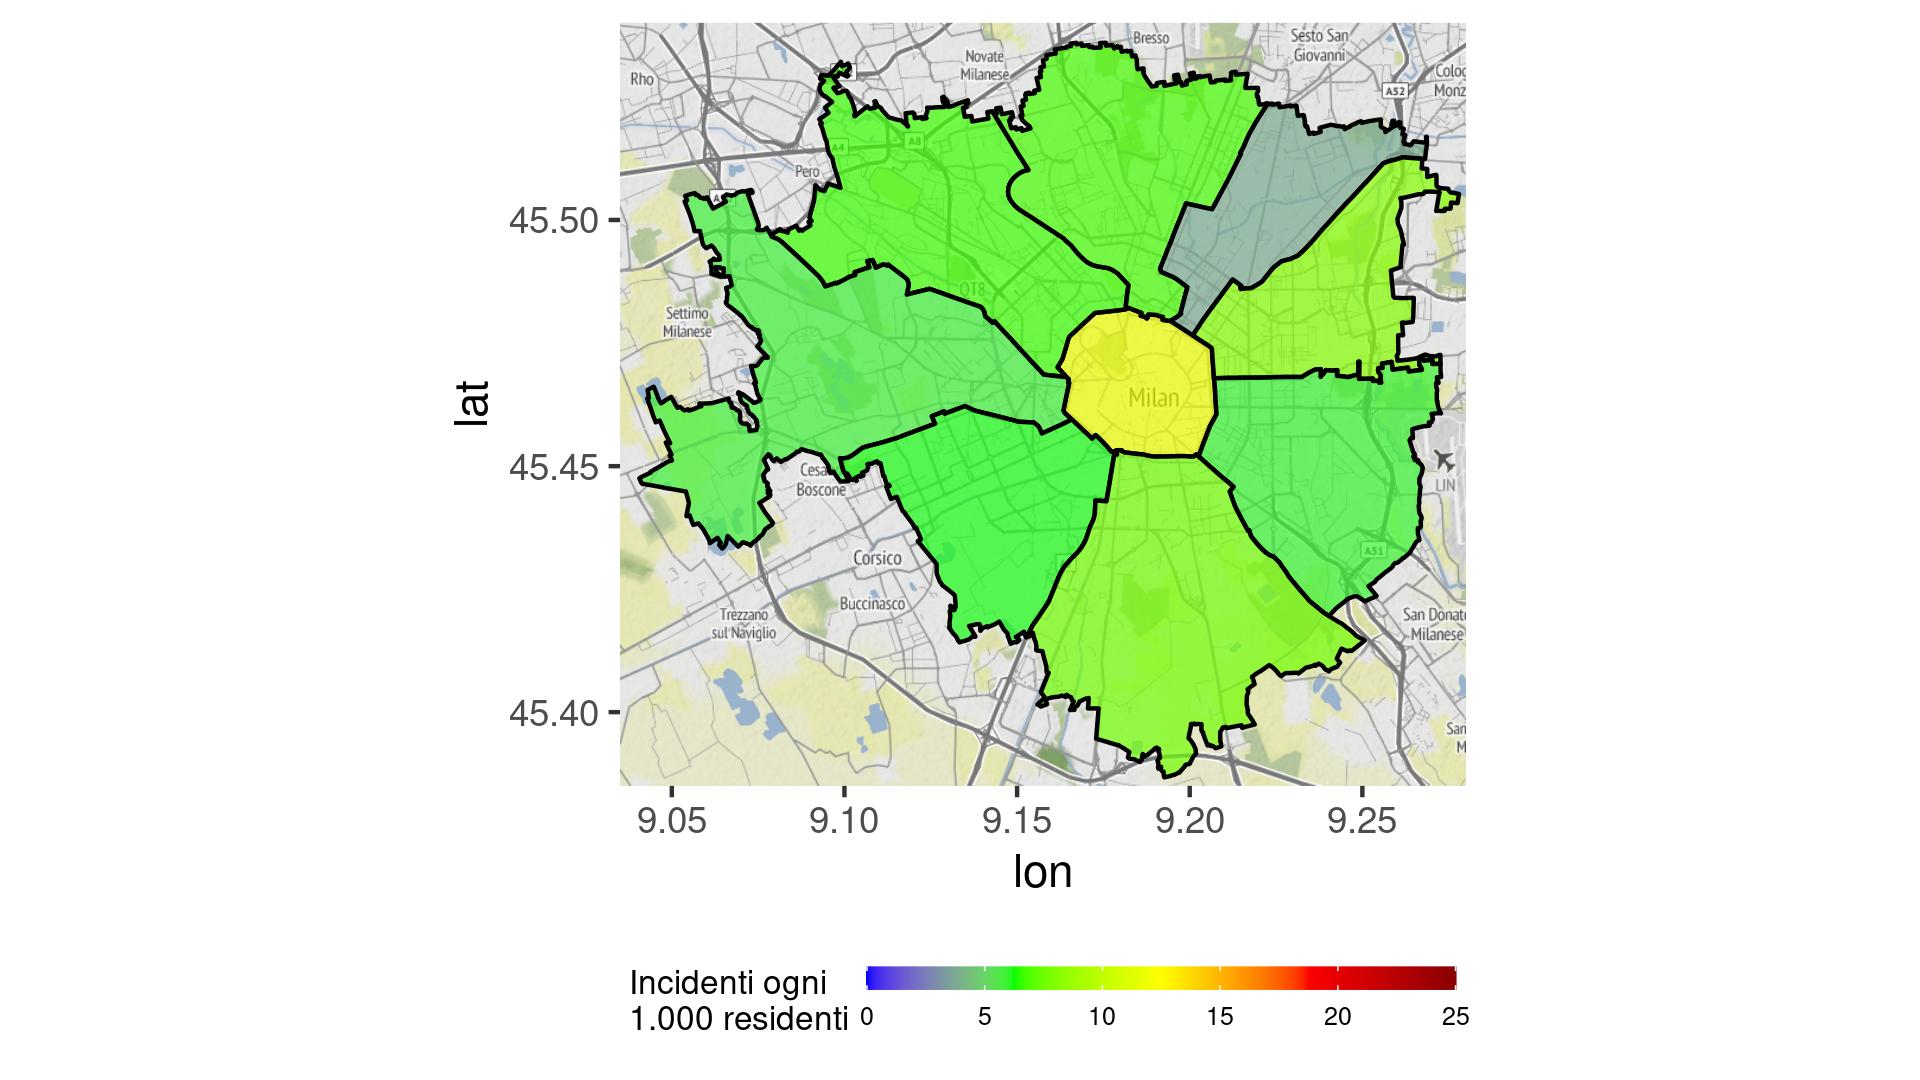 Bresso
Sesto San
Giovanni
Novate
Milanese
Rho
Colog
Monz
A52
A4
A8
Pero
QT8
Settimo
Milanese
Milan
LIN
Cesa
Boscone
Corsico
A51
Buccinasco
Trezzano
sul Naviglio
San Donato
Milanese
San
M
45.50
45.45
45.40
lat
9.05
9.10
9.15
9.20
9.25
lon
Incidenti ogni
1.000 residenti
0
5
10
15
20
25